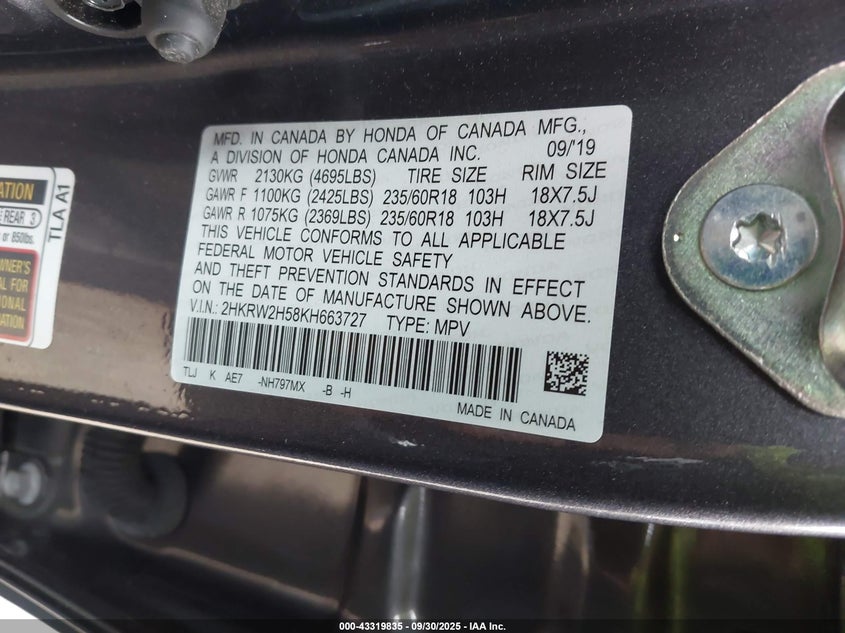 MFD. IN CANADA BY HONDA OF CANADA MFG.,
A DIVISION OF HONDA CANADA INC. 09/'19
GVWR 2130KG (4695LBS) TIRE SIZE RIM SIZE
GAWR F 1100KG (2425LBS) 235/60R18 103H 18X7.5J
GAWR R 1075KG (2369LBS) 235/60R18 103H 18X7.5J
THIS VEHICLE CONFORMS TO ALL APPLICABLE
FEDERAL MOTOR VEHICLE SAFETY
AND THEFT PREVENTION STANDARDS IN EFFECT
ON THE DATE OF MANUFACTURE SHOWN ABOVE.
V.I.N.: 2HKRW2H58KH663727 TYPE: MPV
TLJ K AE7 -NH797MX -B -H
MADE IN CANADA
REAR 3
or 850lbs.
TLA A1
000-43319835 - 09/30/2025 - IAA Inc.